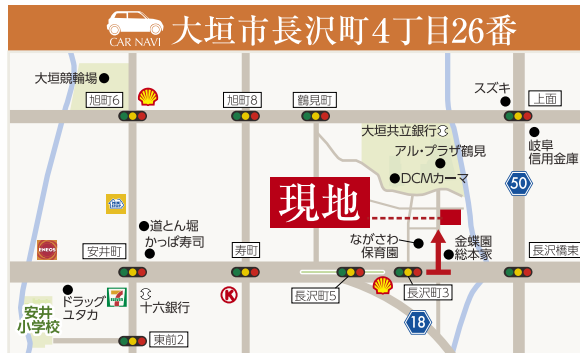 CAR NAVI
大垣市長沢町4丁目26番
大垣競輪場
旭町6
旭町8
鶴見町
スズキ
上面
大垣共立銀行
岐阜
信用金庫
アル・プラザ鶴見
DCMカーマ
50
現地
道とん堀
かっぱ寿司
ENEOS
安井町
寿町
ながさわ
保育園
金蝶園
総本家
長沢橋東
ドラッグ
ユタカ
7
十六銀行
K
長沢町5
長沢町3
18
安井
小学校
東前2